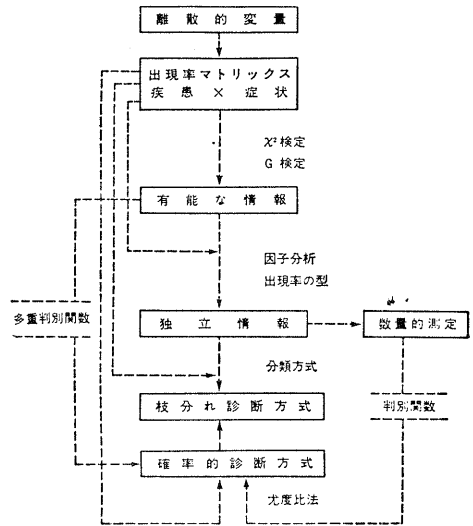 離散的変量
出現率マトリックス
疾患 × 症状
χ²検定
G 検定
有能な情報
因子分析
出現率の型
多重判別関数
独立情報
数量的測定
分類方式
判別関数
枝分れ診断方式
確率的診断方式
尤度比法